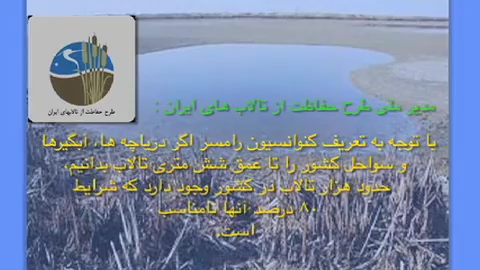 طرح حفاظت از تالابهای ایران
مدیر ملی طرح حفاظت از تالاب های ایران :
با توجه به تعریف کنوانسیون رامسر اگر دریاچه ها، آبگیرها
و سواحل کشور را تا عمق شش متری تالاب بدانیم،
حدود هزار تالاب در کشور وجود دارد که شرایط
۸۰ درصد آنها نامناسب
است.